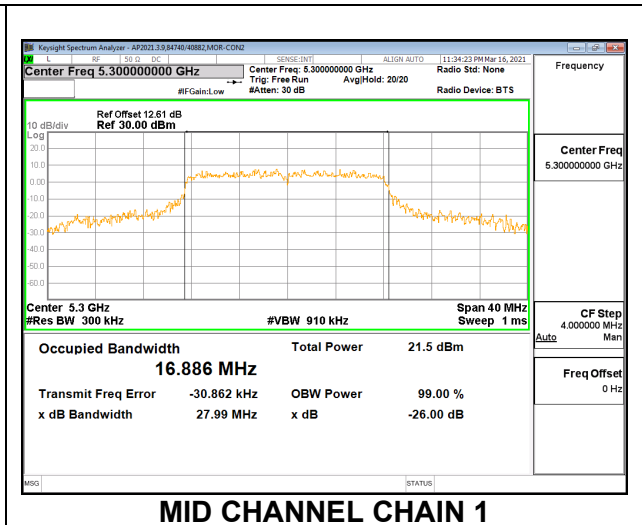 Keysight Spectrum Analyzer - AP2021.3.9,84740/40882,MOR-CON2
L RF 50 Ω DC SENSE:INT ALIGN AUTO 11:34:23 PM Mar 16, 2021
Center Freq 5.300000000 GHz
Center Freq: 5.300000000 GHz
Radio Std: None
Trig: Free Run Avg|Hold: 20/20
#IFGain:Low #Atten: 30 dB Radio Device: BTS
Frequency
Ref Offset 12.61 dB
10 dB/div Ref 30.00 dBm
Log
20.0
10.0
0.00
-10.0
-20.0
-30.0
-40.0
-50.0
-60.0
Center 5.3 GHz Span 40 MHz
#Res BW 300 kHz #VBW 910 kHz Sweep 1 ms
Occupied Bandwidth Total Power 21.5 dBm
16.886 MHz
Transmit Freq Error -30.862 kHz OBW Power 99.00 %
x dB Bandwidth 27.99 MHz x dB -26.00 dB
Center Freq
5.300000000 GHz
CF Step
4.000000 MHz
Auto Man
Freq Offset
0 Hz
MSG STATUS
MID CHANNEL CHAIN 1